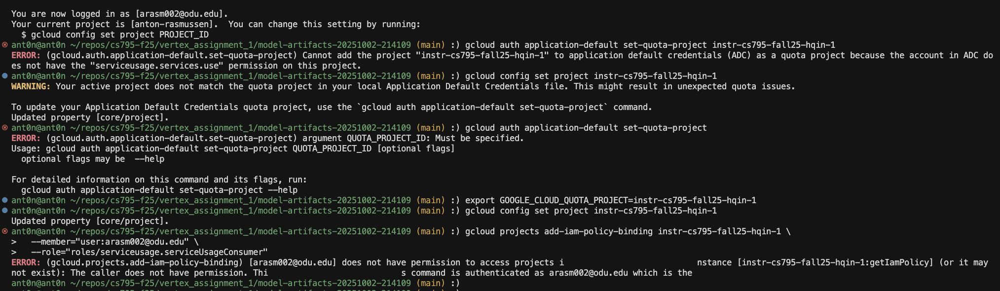 You are now logged in as [arasm002@odu.edu].
Your current project is [anton-rasmussen].  You can change this setting by running:
  $ gcloud config set project PROJECT_ID
ant0n@ant0n ~/repos/cs795-f25/vertex_assignment_1/model-artifacts-20251002-214109 (main) :) gcloud auth application-default set-quota-project instr-cs795-fall25-hqin-1
ERROR: (gcloud.auth.application-default.set-quota-project) Cannot add the project "instr-cs795-fall25-hqin-1" to application default credentials (ADC) as a quota project because the account in ADC do
es not have the "serviceusage.services.use" permission on this project.
ant0n@ant0n ~/repos/cs795-f25/vertex_assignment_1/model-artifacts-20251002-214109 (main) :) gcloud config set project instr-cs795-fall25-hqin-1
WARNING: Your active project does not match the quota project in your local Application Default Credentials file. This might result in unexpected quota issues.

To update your Application Default Credentials quota project, use the `gcloud auth application-default set-quota-project` command.
Updated property [core/project].
ant0n@ant0n ~/repos/cs795-f25/vertex_assignment_1/model-artifacts-20251002-214109 (main) :) gcloud auth application-default set-quota-project
ERROR: (gcloud.auth.application-default.set-quota-project) argument QUOTA_PROJECT_ID: Must be specified.
Usage: gcloud auth application-default set-quota-project QUOTA_PROJECT_ID [optional flags]
  optional flags may be  --help

For detailed information on this command and its flags, run:
  gcloud auth application-default set-quota-project --help
ant0n@ant0n ~/repos/cs795-f25/vertex_assignment_1/model-artifacts-20251002-214109 (main) :) export GOOGLE_CLOUD_QUOTA_PROJECT=instr-cs795-fall25-hqin-1
ant0n@ant0n ~/repos/cs795-f25/vertex_assignment_1/model-artifacts-20251002-214109 (main) :) gcloud config set project instr-cs795-fall25-hqin-1
Updated property [core/project].
ant0n@ant0n ~/repos/cs795-f25/vertex_assignment_1/model-artifacts-20251002-214109 (main) :) gcloud projects add-iam-policy-binding instr-cs795-fall25-hqin-1 \
>   --member="user:arasm002@odu.edu" \
>   --role="roles/serviceusage.serviceUsageConsumer"
ERROR: (gcloud.projects.add-iam-policy-binding) [arasm002@odu.edu] does not have permission to access projects i                           nstance [instr-cs795-fall25-hqin-1:getIamPolicy] (or it may
not exist): The caller does not have permission. Thi                           s command is authenticated as arasm002@odu.edu which is the
ant0n@ant0n ~/repos/cs795-f25/vertex_assignment_1/model-artifacts-20251002-214109 (main) :)